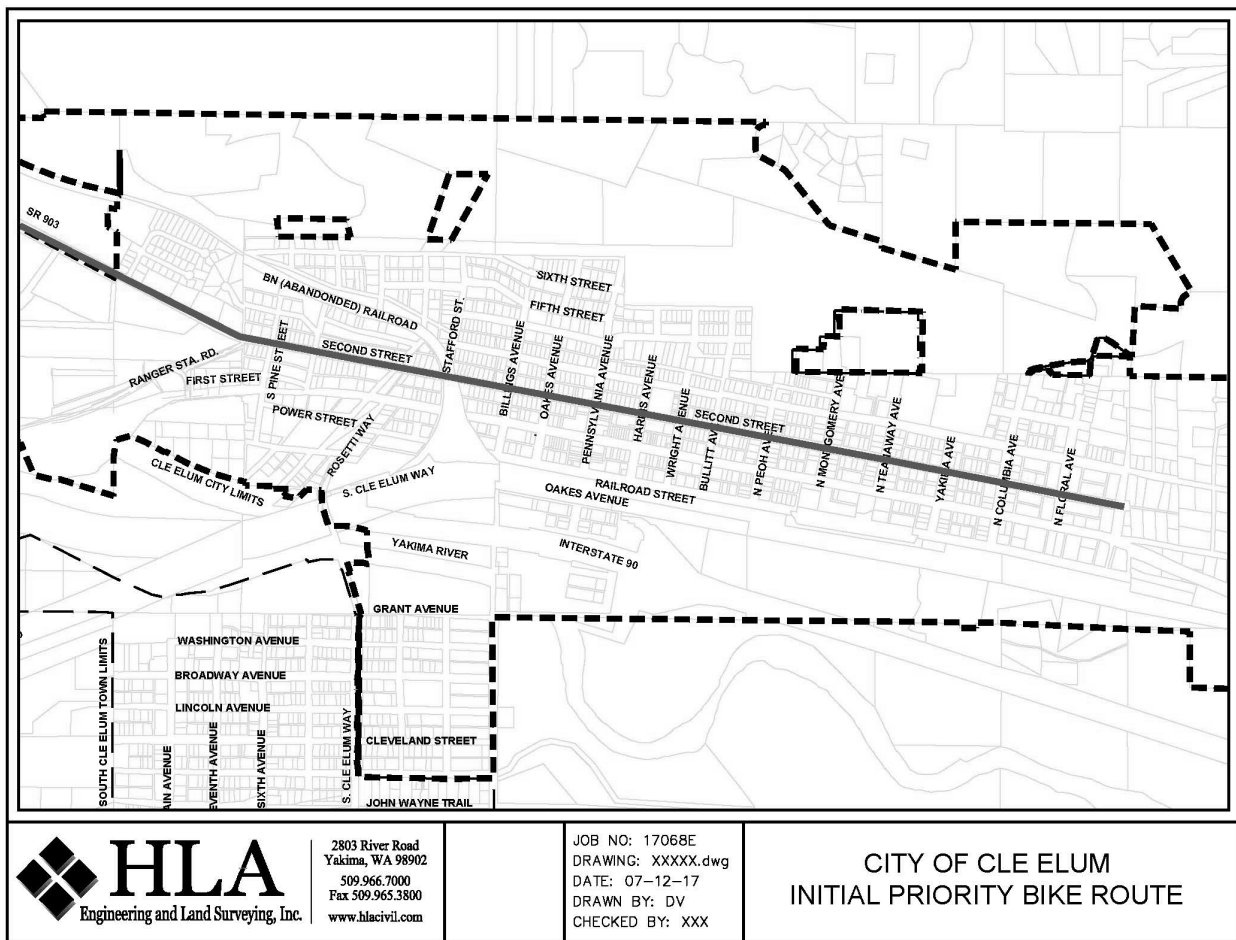 SR 903
BN (ABANDONDED) RAILROAD
SIXTH STREET
FIFTH STREET
STAFFORD ST.
SECOND STREET
RANGER STA. RD.
FIRST STREET
S PINE STREET
POWER STREET
ROSETTI WAY
BILLINGS AVENUE
OAKES AVENUE
PENNSYLVANIA AVENUE
HARRIS AVENUE
WRIGHT AVENUE
SECOND STREET
BULLITT AVE
N PEOH AVE
N MONTGOMERY AVE
N TEANAWAY AVE
YAKIMA AVE
N COLUMBIA AVE
N FLORAL AVE
CLE ELUM CITY LIMITS
S. CLE ELUM WAY
RAILROAD STREET
OAKES AVENUE
YAKIMA RIVER
INTERSTATE 90
GRANT AVENUE
WASHINGTON AVENUE
BROADWAY AVENUE
LINCOLN AVENUE
CLEVELAND STREET
JOHN WAYNE TRAIL
SOUTH CLE ELUM TOWN LIMITS
AIN AVENUE
EVENTH AVENUE
SIXTH AVENUE
S. CLE ELUM WAY
HLA
Engineering and Land Surveying, Inc.
2803 River Road
Yakima, WA 98902
509.966.7000
Fax 509.965.3800
www.hlacivil.com
JOB NO: 17068E
DRAWING: XXXXX.dwg
DATE: 07-12-17
DRAWN BY: DV
CHECKED BY: XXX
CITY OF CLE ELUM
INITIAL PRIORITY BIKE ROUTE